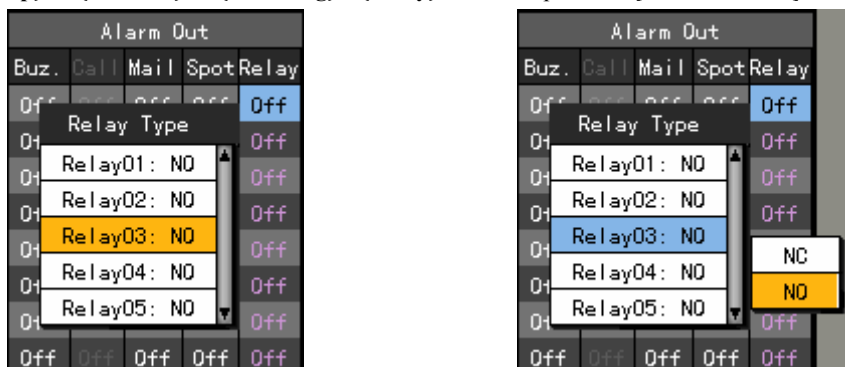 Alarm Out
Buz. Call Mail Spot Relay
Off
Relay Type
Off
Relay01: NO
Off
Relay02: NO
Off
Relay03: NO
Off
Relay04: NO
Off
Relay05: NO
Off
Off Off Off Off Off
Alarm Out
Buz. Call Mail Spot Relay
Off
Relay Type
Off
Relay01: NO
Off
Relay02: NO
Off
Relay03: NO
NC
Relay04: NO
NO
Relay05: NO
Off
Off Off Off Off Off